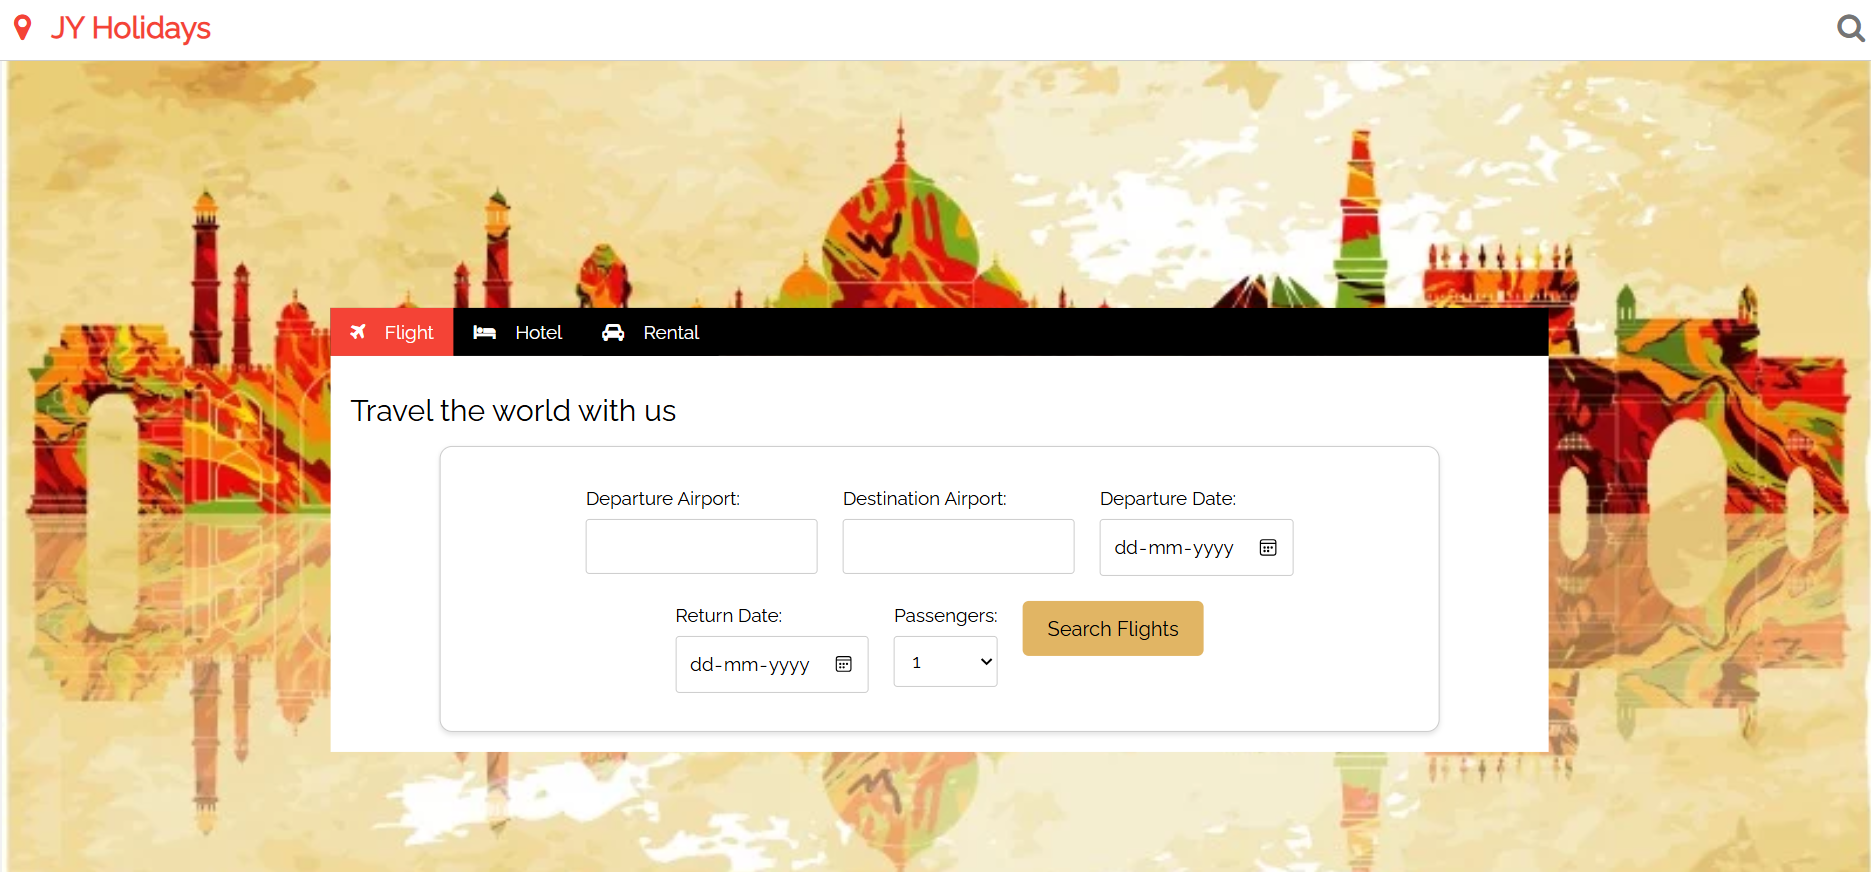 JY Holidays
Flight Hotel Rental
Travel the world with us
Departure Airport: Destination Airport: Departure Date:
dd-mm-yyyy
Return Date: Passengers: Search Flights
dd-mm-yyyy 1